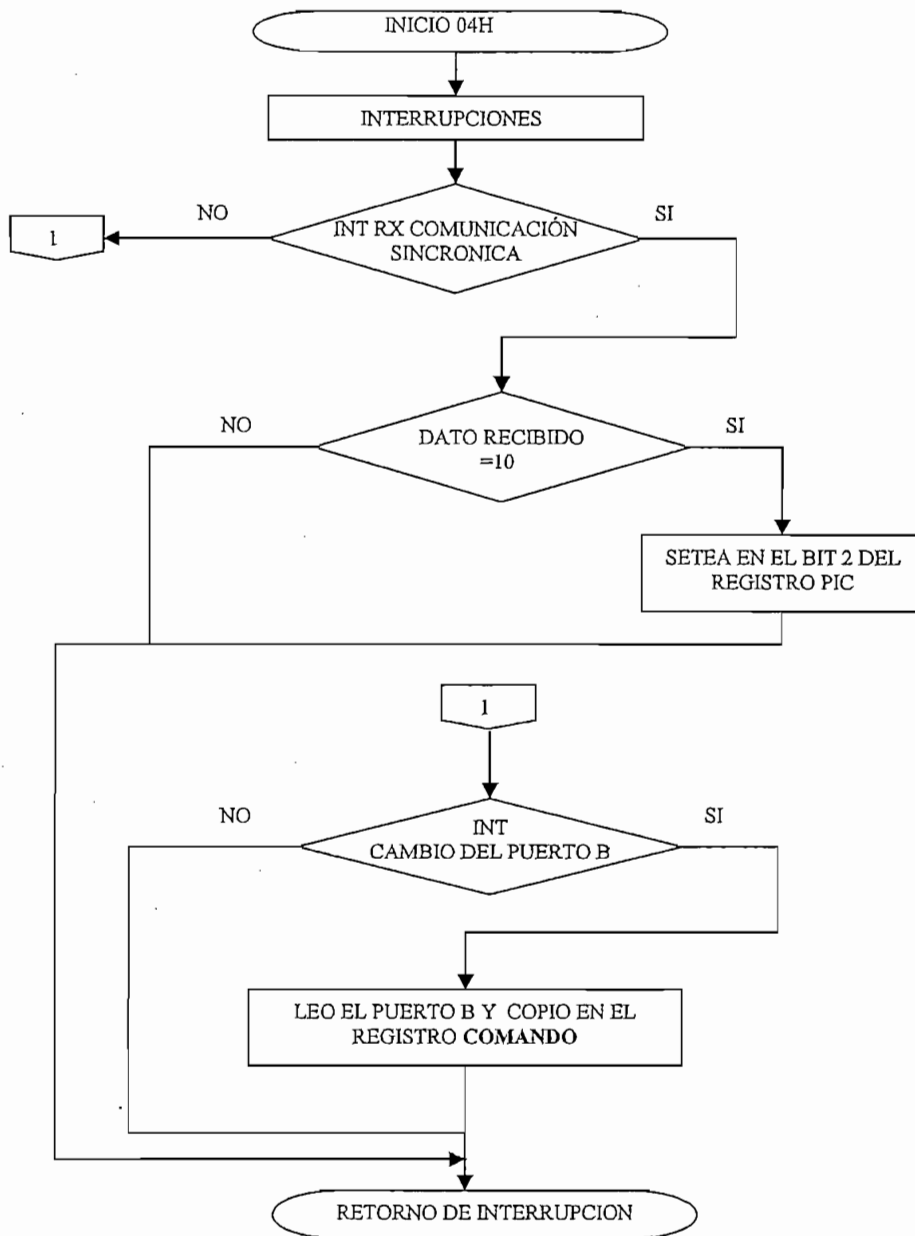 INICIO 04H
INTERRUPCIONES
NO
SI
1
INT RX COMUNICACIÓN
SINCRONICA
NO
SI
DATO RECIBIDO
=10
SETEA EN EL BIT 2 DEL
REGISTRO PIC
1
NO
SI
INT
CAMBIO DEL PUERTO B
LEO EL PUERTO B Y COPIO EN EL
REGISTRO COMANDO
RETORNO DE INTERRUPCION